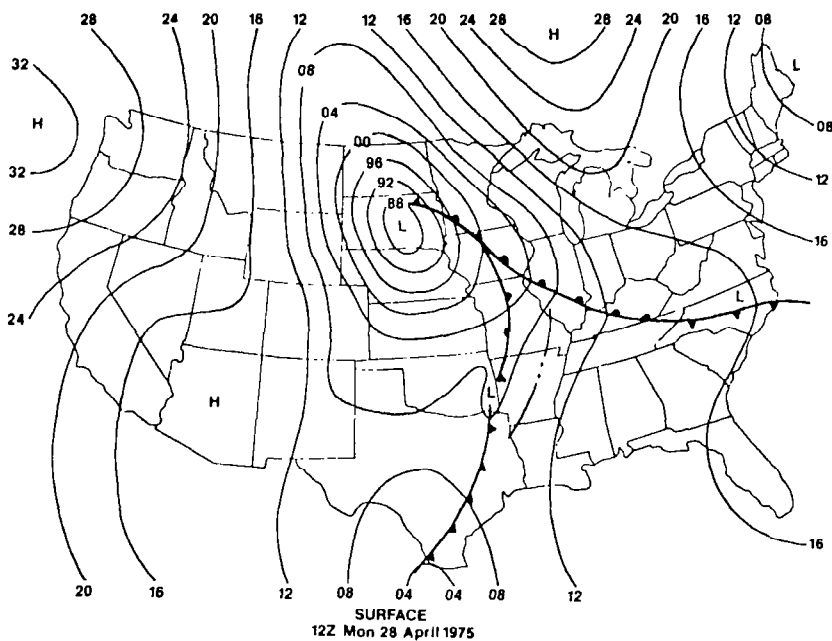 28 24 20 16 12 12 16 20 24 28 H 28 24 20 16 12 08
32 08 L
H 04 08
00
96
32 92 12
88
28 L 16
24 L
H L
16
20 16 12 08 04 04 08 12
SURFACE
12Z Mon 28 April 1975